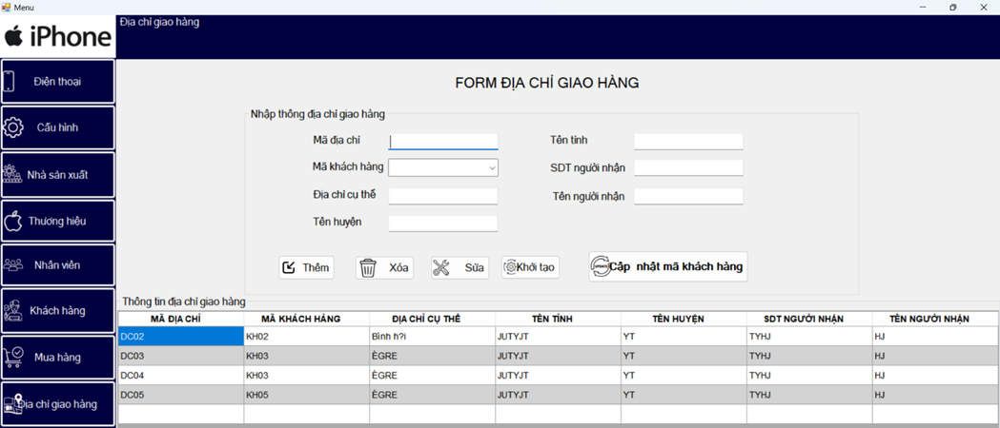 Menu
iPhone
Địa chỉ giao hàng
Điện thoại
Cấu hình
Nhà sản xuất
Thương hiệu
Nhân viên
Khách hàng
Mua hàng
Địa chỉ giao hàng
FORM ĐỊA CHỈ GIAO HÀNG
Nhập thông địa chỉ giao hàng
Mã địa chỉ Tên tỉnh
Mã khách hàng SDT người nhận
Địa chỉ cụ thể Tên người nhận
Tên huyện
Thêm Xóa Sửa Khởi tạo Cập nhật mã khách hàng
Thông tin địa chỉ giao hàng
MÃ ĐỊA CHỈ MÃ KHÁCH HÀNG ĐỊA CHỈ CỤ THỂ TÊN TỈNH TÊN HUYỆN SDT NGƯỜI NHẬN TÊN NGƯỜI NHẬN
DC02 KH02 Bình h?i JUTYJT YT TYHJ HJ
DC03 KH03 ÈGRE JUTYJT YT TYHJ HJ
DC04 KH03 ÈGRE JUTYJT YT TYHJ HJ
DC05 KH05 ÈGRE JUTYJT YT TYHJ HJ